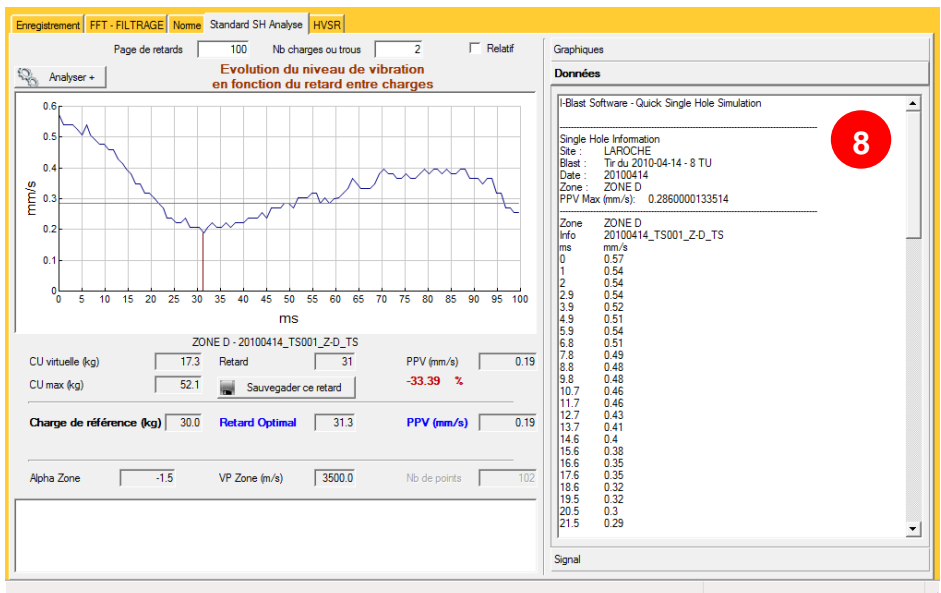 Enregistrement FFT - FILTRAGE Norme Standard SH Analyse HVSR
Page de retards 100 Nb charges ou trous 2 Relatif
Analyser +
Evolution du niveau de vibration
en fonction du retard entre charges
mm/s
0.6
0.5
0.4
0.3
0.2
0.1
0
0 5 10 15 20 25 30 35 40 45 50 55 60 65 70 75 80 85 90 95 100
ms
ZONE D - 20100414_TS001_Z-D_TS
CU virtuelle (kg) 17.3 Retard 31 PPV (mm/s) 0.19
CU max (kg) 52.1 Sauvegader ce retard -33.39 %
Charge de référence (kg) 30.0 Retard Optimal 31.3 PPV (mm/s) 0.19
Alpha Zone -1.5 VP Zone (m/s) 3500.0 Nb de points 102
Graphiques
Données
I-Blast Software - Quick Single Hole Simulation
8
Single Hole Information
Site : LAROCHE
Blast : Tir du 2010-04-14 - 8 TU
Date : 20100414
Zone : ZONE D
PPV Max (mm/s): 0.2860000133514
Zone ZONE D
Info 20100414_TS001_Z-D_TS
ms mm/s
0 0.57
1 0.54
2 0.54
2.9 0.54
3.9 0.52
4.9 0.51
5.9 0.54
6.8 0.51
7.8 0.49
8.8 0.48
9.8 0.48
10.7 0.46
11.7 0.46
12.7 0.43
13.7 0.41
14.6 0.4
15.6 0.38
16.6 0.35
17.6 0.35
18.6 0.32
19.5 0.32
20.5 0.3
21.5 0.29
Signal